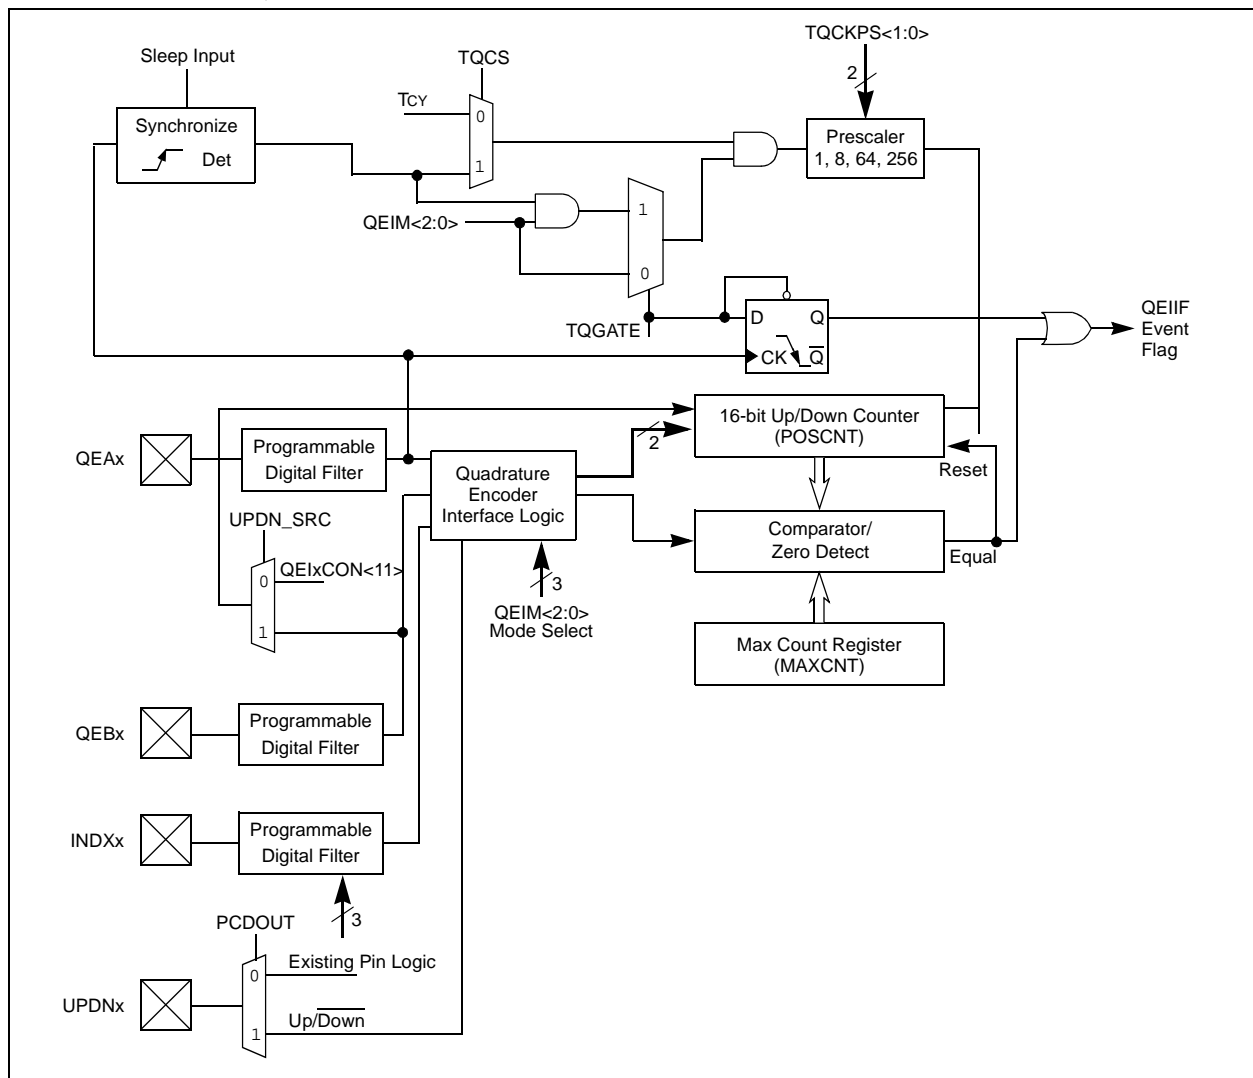 TQCKPS<1:0>
Sleep Input
TQCS
2
TCY
0
Synchronize
Det
Prescaler
1, 8, 64, 256
1
QEIM<2:0>
1
0
TQGATE
D
Q
CK
Q
QEIIF
Event
Flag
16-bit Up/Down Counter
(POSCNT)
2
Reset
QEAx
Programmable
Digital Filter
Quadrature
Encoder
Interface Logic
UPDN_SRC
0
QEIxCON<11>
1
Comparator/
Zero Detect
Equal
3
QEIM<2:0>
Mode Select
Max Count Register
(MAXCNT)
QEBx
Programmable
Digital Filter
INDXx
Programmable
Digital Filter
3
PCDOUT
0
Existing Pin Logic
UPDNx
1
Up/Down